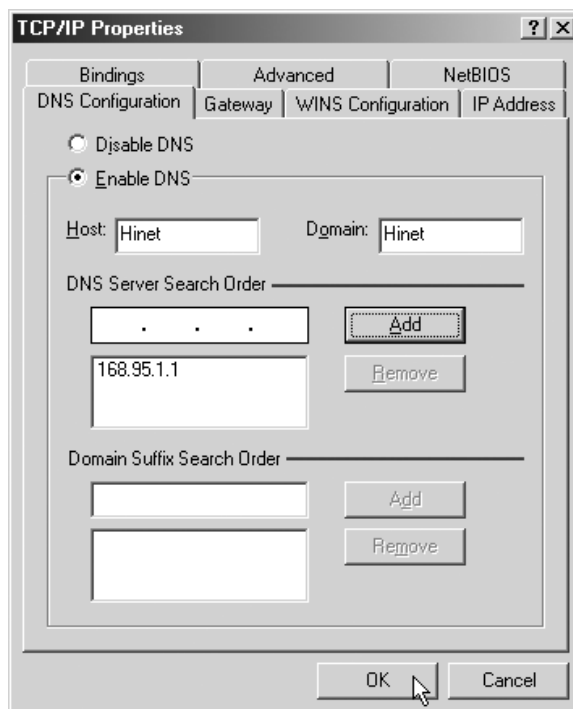 TCP/IP Properties
Bindings Advanced NetBIOS
DNS Configuration Gateway WINS Configuration IP Address
Disable DNS
Enable DNS
Host: Hinet Domain: Hinet
DNS Server Search Order
. . . Add
168.95.1.1 Remove
Domain Suffix Search Order
Add
Remove
OK Cancel